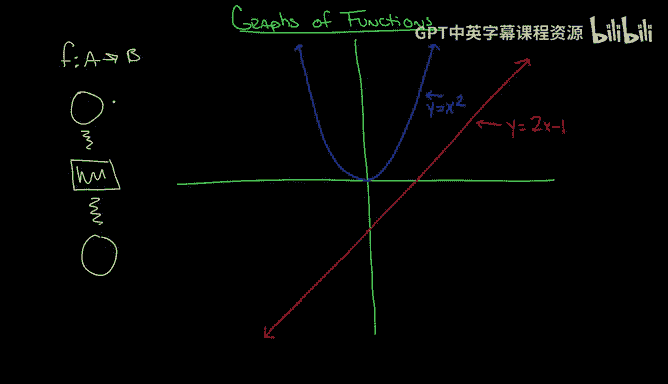 Graphs of Functions
GPT中英字幕课程资源 bilibili
f: A → B
y=x²
y=2x-1